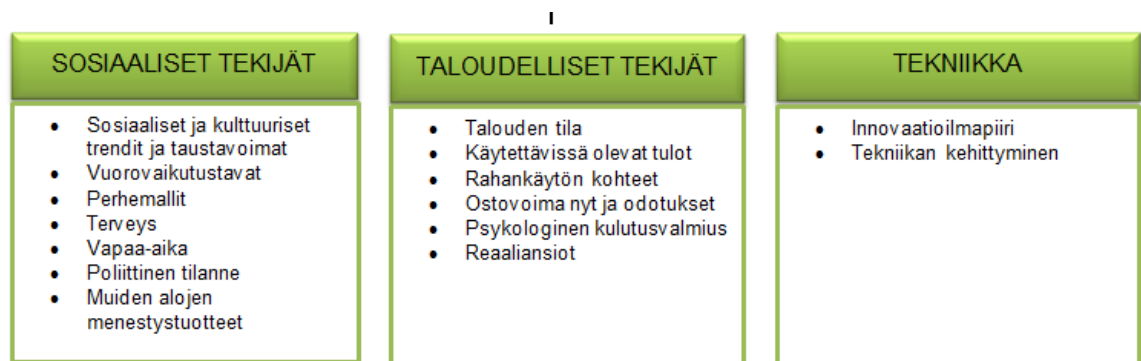 SOSIAALISET TEKIJÄT
• Sosiaaliset ja kulttuuriset
trendit ja taustavoimat
• Vuorovaikutustavat
• Perhemallit
• Terveys
• Vapaa-aika
• Poliittinen tilanne
• Muiden alojen
menestystuotteet
TALOUDELLISET TEKIJÄT
• Talouden tila
• Käytettävissä olevat tulot
• Rahankäytön kohteet
• Ostovoima nyt ja odotukset
• Psykologinen kulutusvalmius
• Reaaliansiot
TEKNIIKKA
• Innovaatioilmapiiri
• Tekniikan kehittyminen